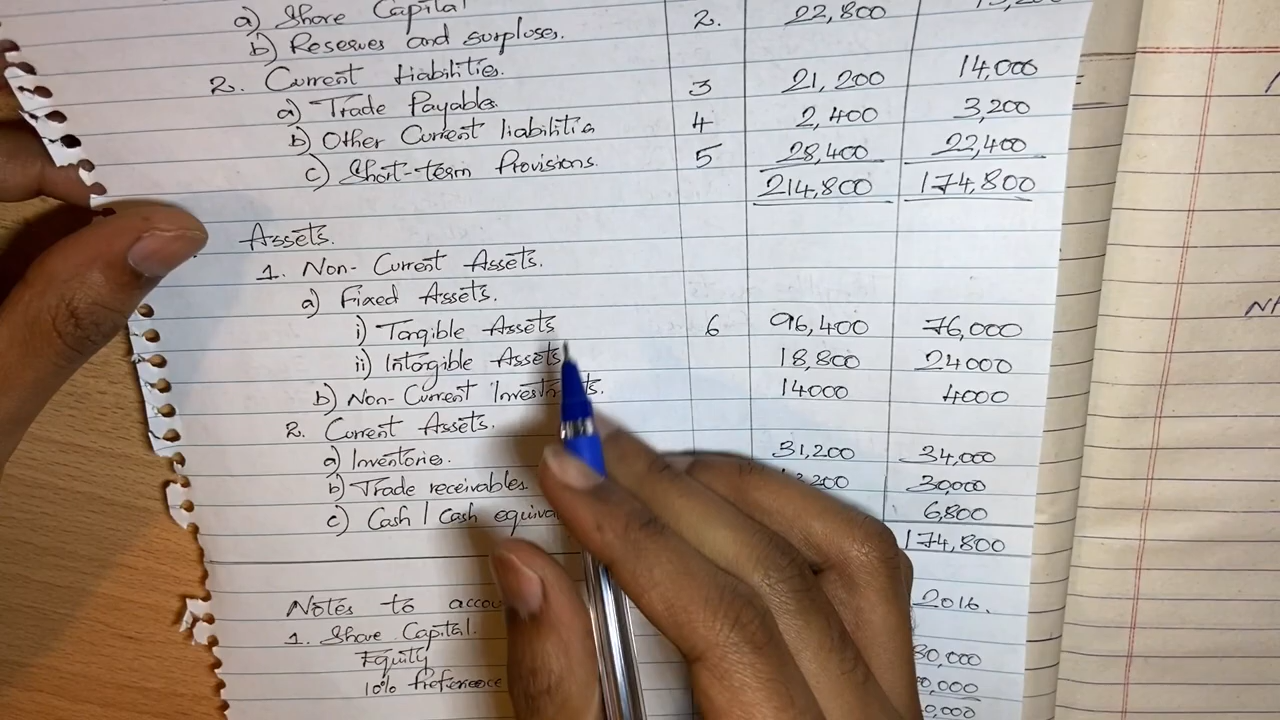 a) Share Capital
b) Reserves and surpluses. 2. 22,800
2. Current Liabilities.
a) Trade Payables 3 21,200 14,000
b) Other Current liabilities 4 2,400 3,200
c) Short-term Provisions. 5 28,400 22,400
214,800 174,800
Assets.
1. Non-Current Assets.
a) Fixed Assets.
i) Tangible Assets 6 96,400 76,000
ii) Intangible Assets 18,800 24000
b) Non-Current 14000 4000
2. Current Assets.
a) Inventories. 31,200 34,000
b) Trade receivables 30,000
c) Cash / Cash 6,800
174,800
Notes to 2016.
1. Share Capital.
Equity
10% Preference